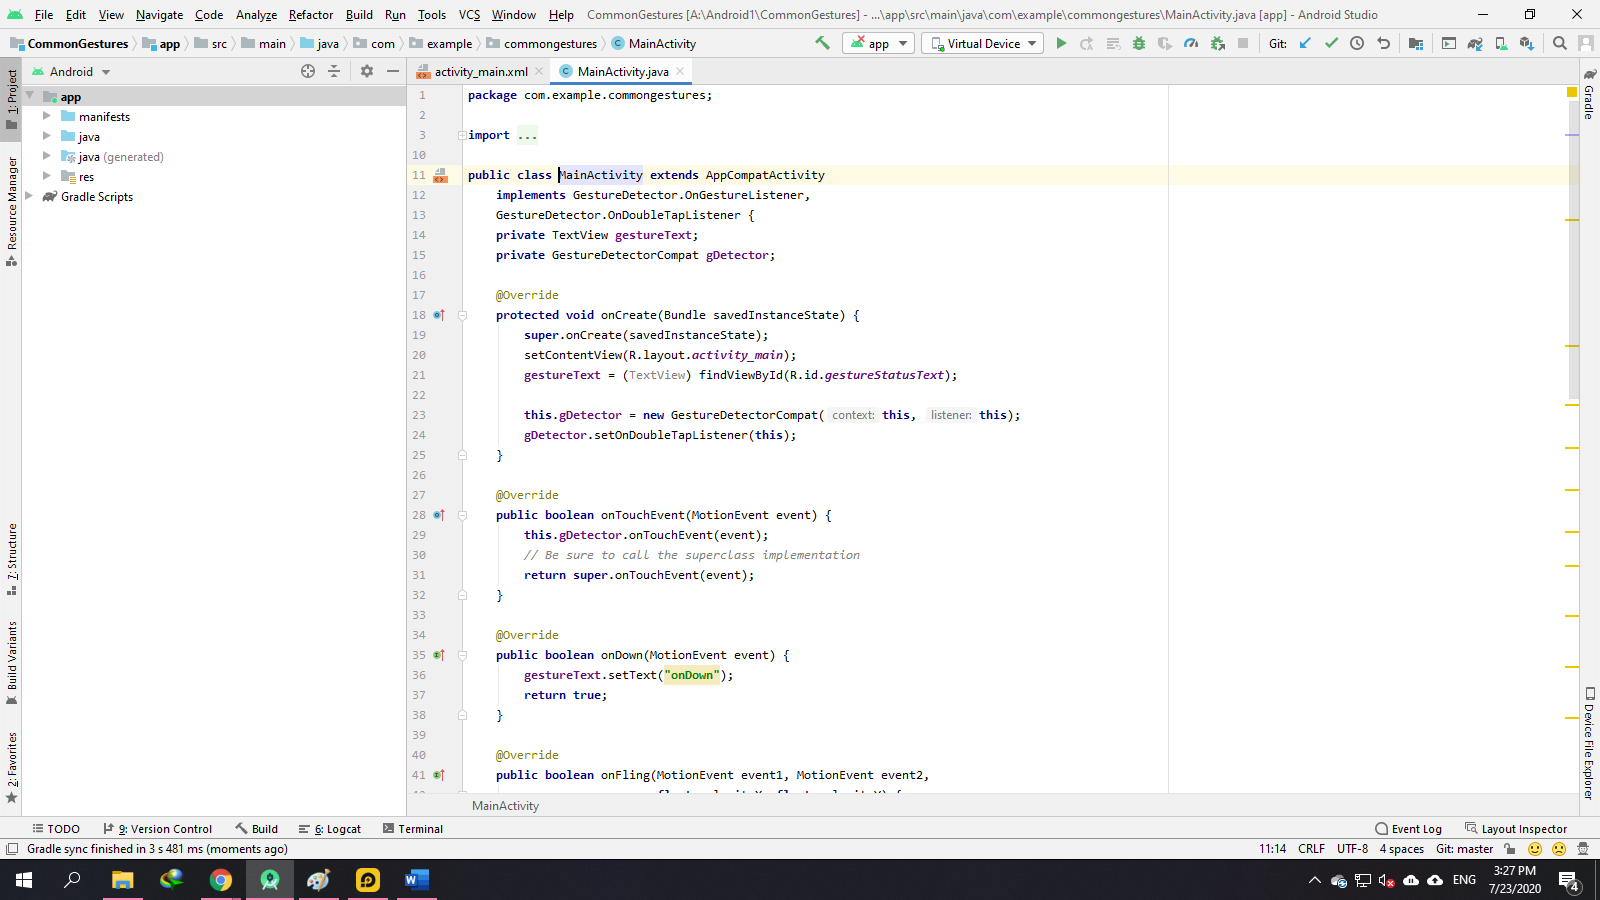 File Edit View Navigate Code Analyze Refactor Build Run Tools VCS Window Help CommonGestures [A:\Android1\CommonGestures] - ...\app\src\main\java\com\example\commongestures\MainActivity.java [app] - Android Studio
CommonGestures app src main java com example commongestures MainActivity app Virtual Device Git:
Android activity_main.xml MainActivity.java
1: Project
Resource Manager
7: Structure
Build Variants
2: Favorites
app
manifests
java
java (generated)
res
Gradle Scripts
1 package com.example.commongestures;
2
3 import ...
10
11 public class MainActivity extends AppCompatActivity
12 implements GestureDetector.OnGestureListener,
13 GestureDetector.OnDoubleTapListener {
14 private TextView gestureText;
15 private GestureDetectorCompat gDetector;
16
17 @Override
18 protected void onCreate(Bundle savedInstanceState) {
19 super.onCreate(savedInstanceState);
20 setContentView(R.layout.activity_main);
21 gestureText = (TextView) findViewById(R.id.gestureStatusText);
22
23 this.gDetector = new GestureDetectorCompat( context: this, listener: this);
24 gDetector.setOnDoubleTapListener(this);
25 }
26
27 @Override
28 public boolean onTouchEvent(MotionEvent event) {
29 this.gDetector.onTouchEvent(event);
30 // Be sure to call the superclass implementation
31 return super.onTouchEvent(event);
32 }
33
34 @Override
35 public boolean onDown(MotionEvent event) {
36 gestureText.setText("onDown");
37 return true;
38 }
39
40 @Override
41 public boolean onFling(MotionEvent event1, MotionEvent event2,
MainActivity
Gradle
Device File Explorer
TODO 9: Version Control Build 6: Logcat Terminal Event Log Layout Inspector
Gradle sync finished in 3 s 481 ms (moments ago) 11:14 CRLF UTF-8 4 spaces Git: master
ENG 3:27 PM
7/23/2020 4